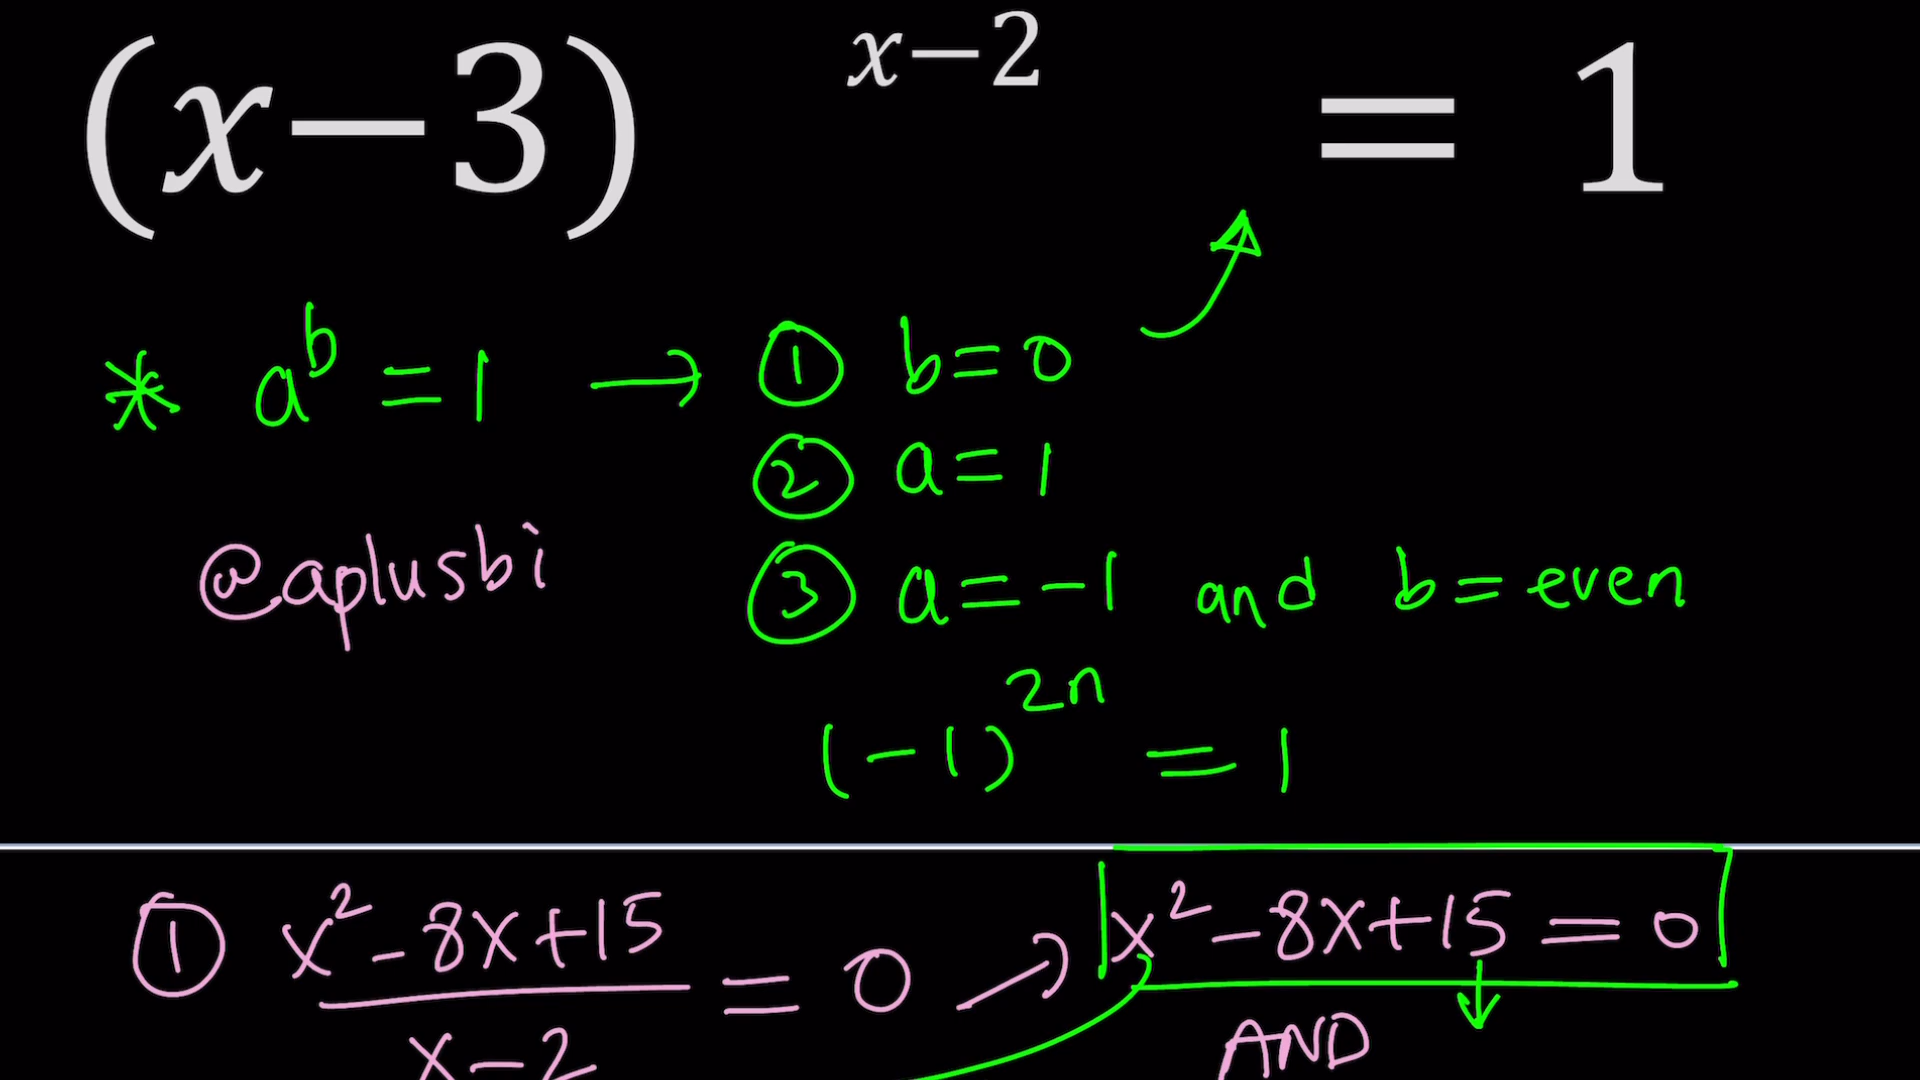 (x−3)^(x−2) = 1
* a^b = 1 → ① b = 0
② a = 1
@aplusbi
③ a = -1 and b = even
(-1)^(2n) = 1
① x² - 8x + 15 / x - 2 = 0 → x² - 8x + 15 = 0
AND